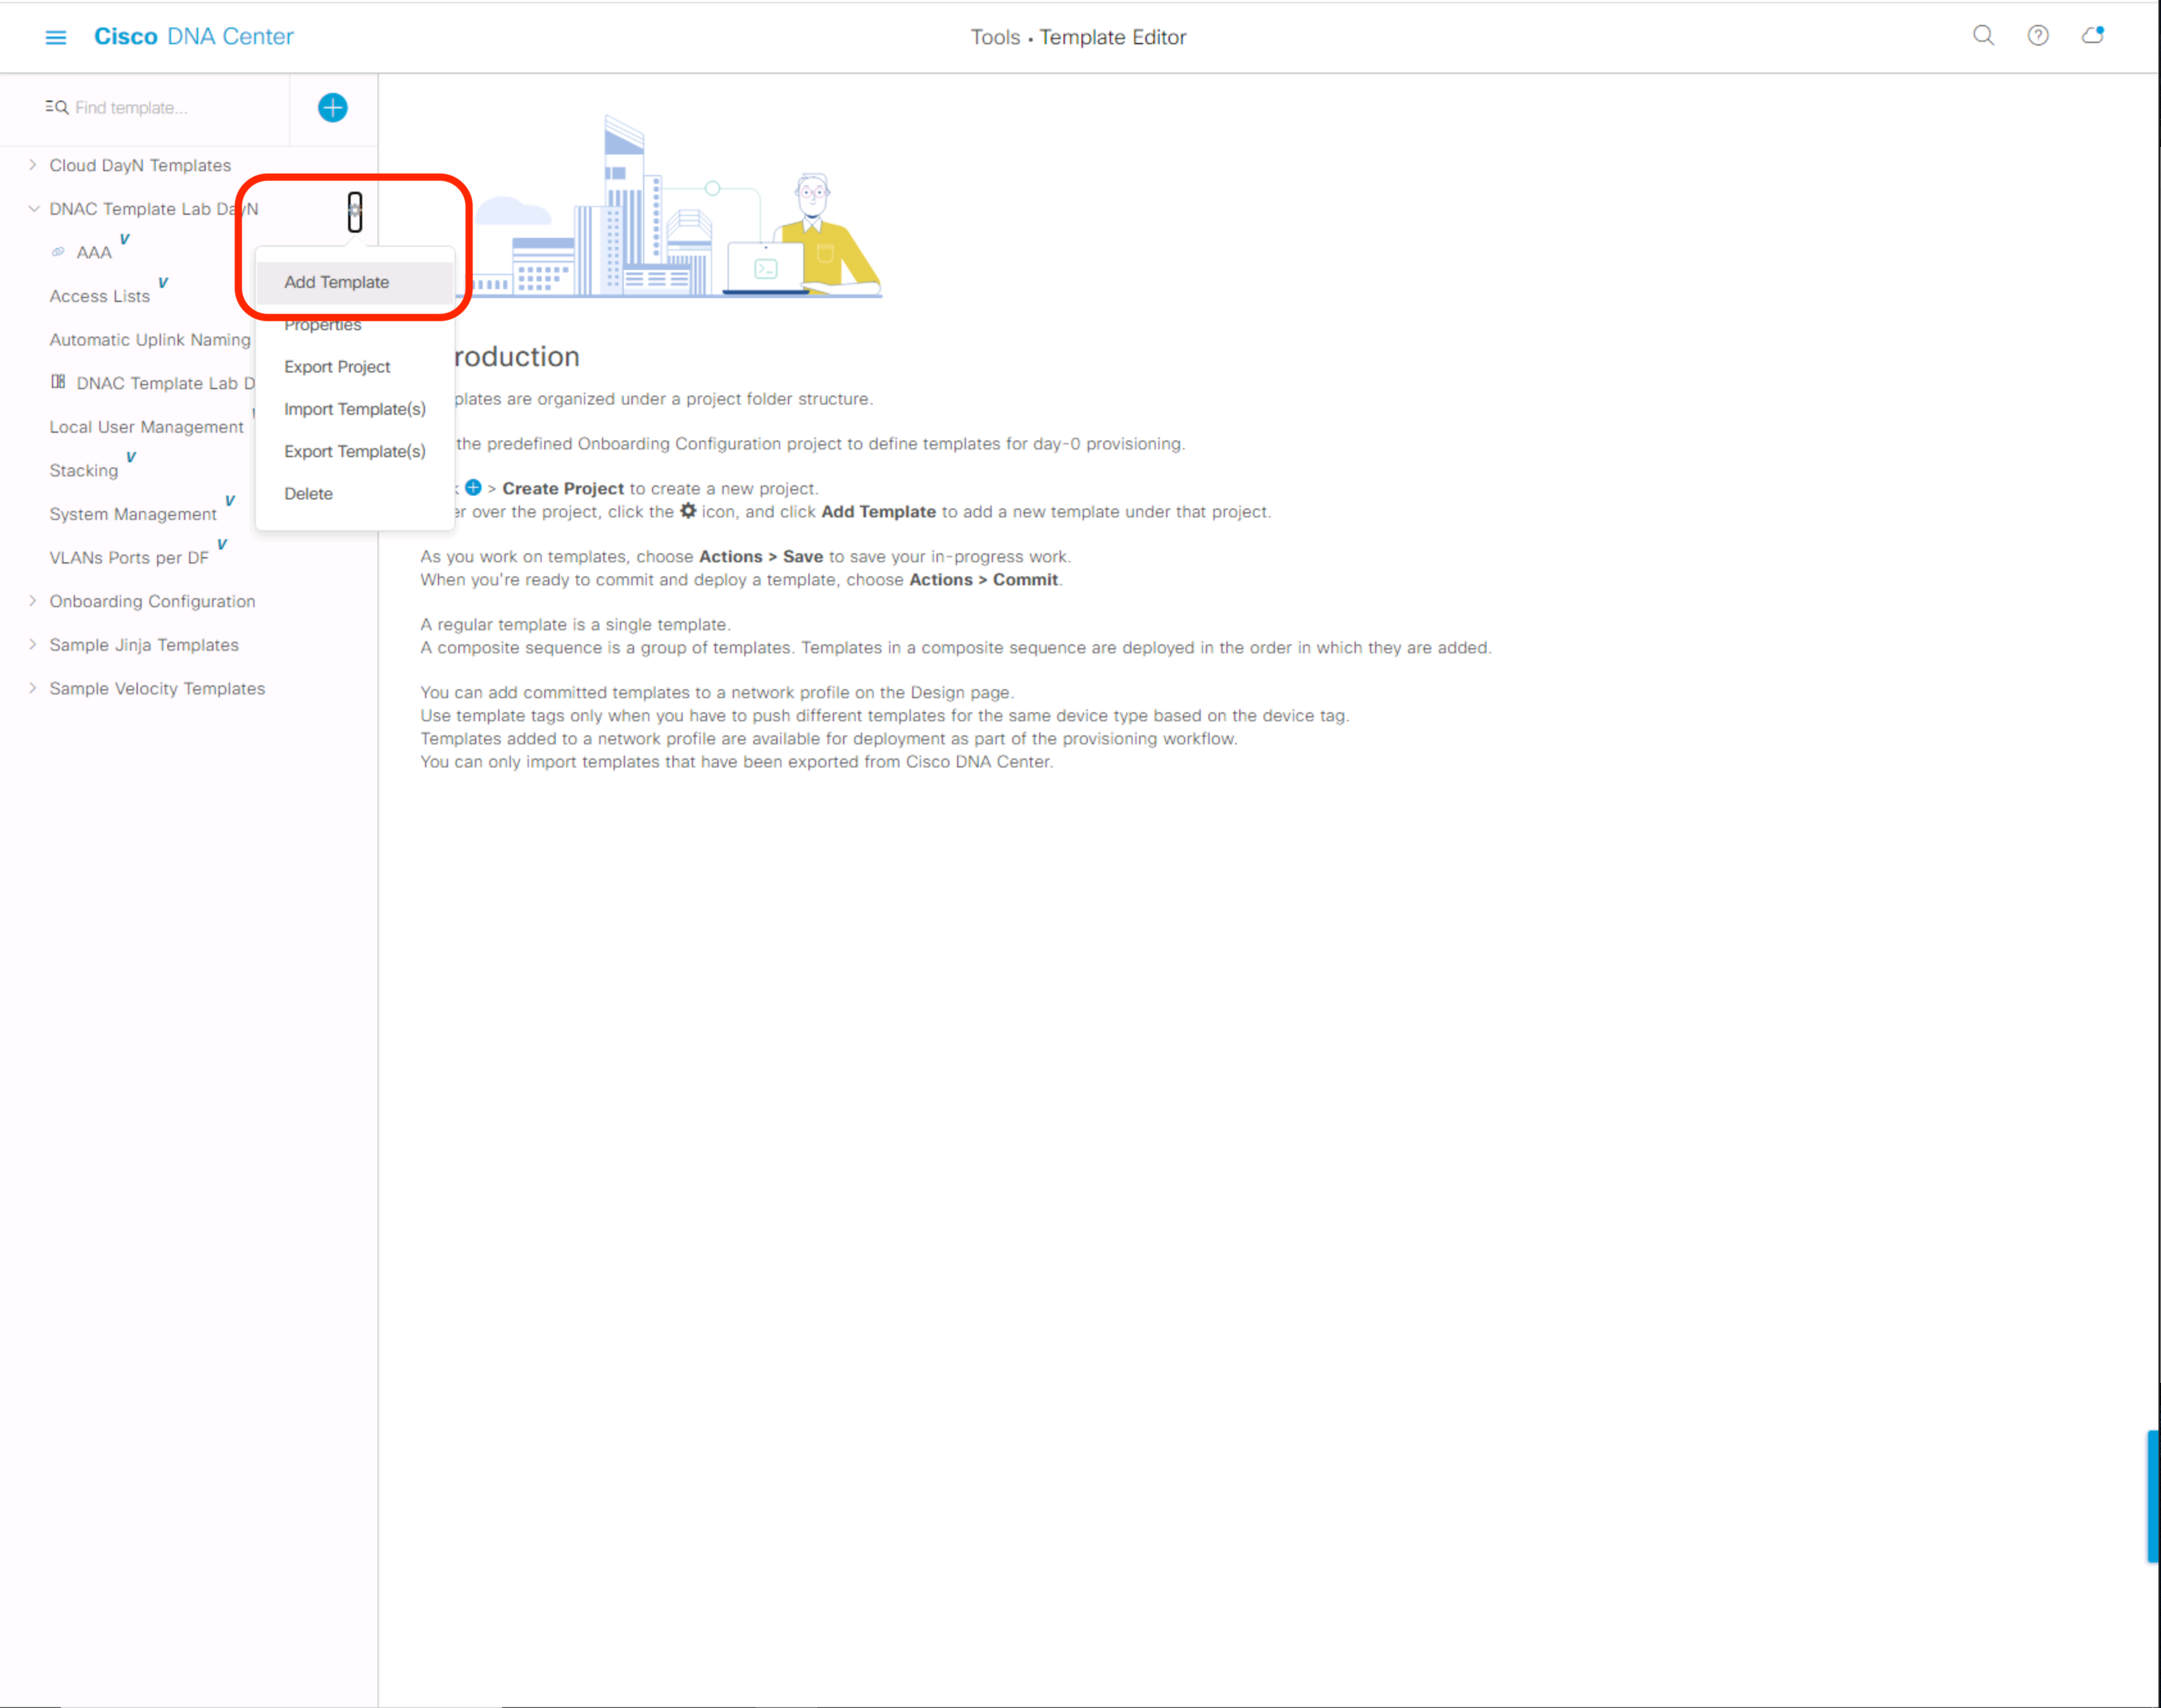 Cisco DNA Center
Tools • Template Editor
Find template...
Cloud DayN Templates
DNAC Template Lab DayN
AAA V
Access Lists V
Automatic Uplink Naming
DNAC Template Lab D
Local User Management
Stacking V
System Management V
VLANs Ports per DF V
Onboarding Configuration
Sample Jinja Templates
Sample Velocity Templates
Add Template
Properties
Export Project
Import Template(s)
Export Template(s)
Delete
roduction
plates are organized under a project folder structure.
the predefined Onboarding Configuration project to define templates for day-0 provisioning.
> Create Project to create a new project.
er over the project, click the icon, and click Add Template to add a new template under that project.
As you work on templates, choose Actions > Save to save your in-progress work.
When you're ready to commit and deploy a template, choose Actions > Commit.
A regular template is a single template.
A composite sequence is a group of templates. Templates in a composite sequence are deployed in the order in which they are added.
You can add committed templates to a network profile on the Design page.
Use template tags only when you have to push different templates for the same device type based on the device tag.
Templates added to a network profile are available for deployment as part of the provisioning workflow.
You can only import templates that have been exported from Cisco DNA Center.